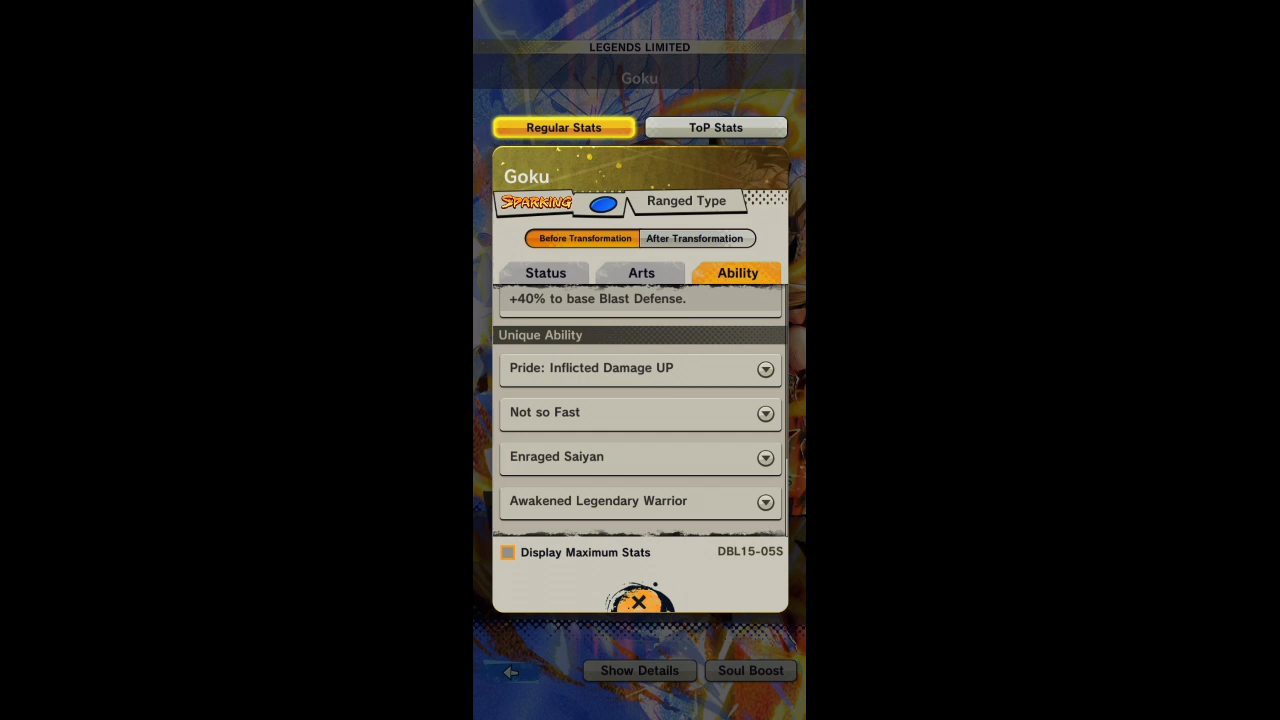 LEGENDS LIMITED
Goku
Regular Stats
ToP Stats
Goku
SPARKING
Ranged Type
Before Transformation
After Transformation
Status
Arts
Ability
+40% to base Blast Defense.
Unique Ability
Pride: Inflicted Damage UP
Not so Fast
Enraged Saiyan
Awakened Legendary Warrior
Display Maximum Stats
DBL15-05S
Show Details
Soul Boost